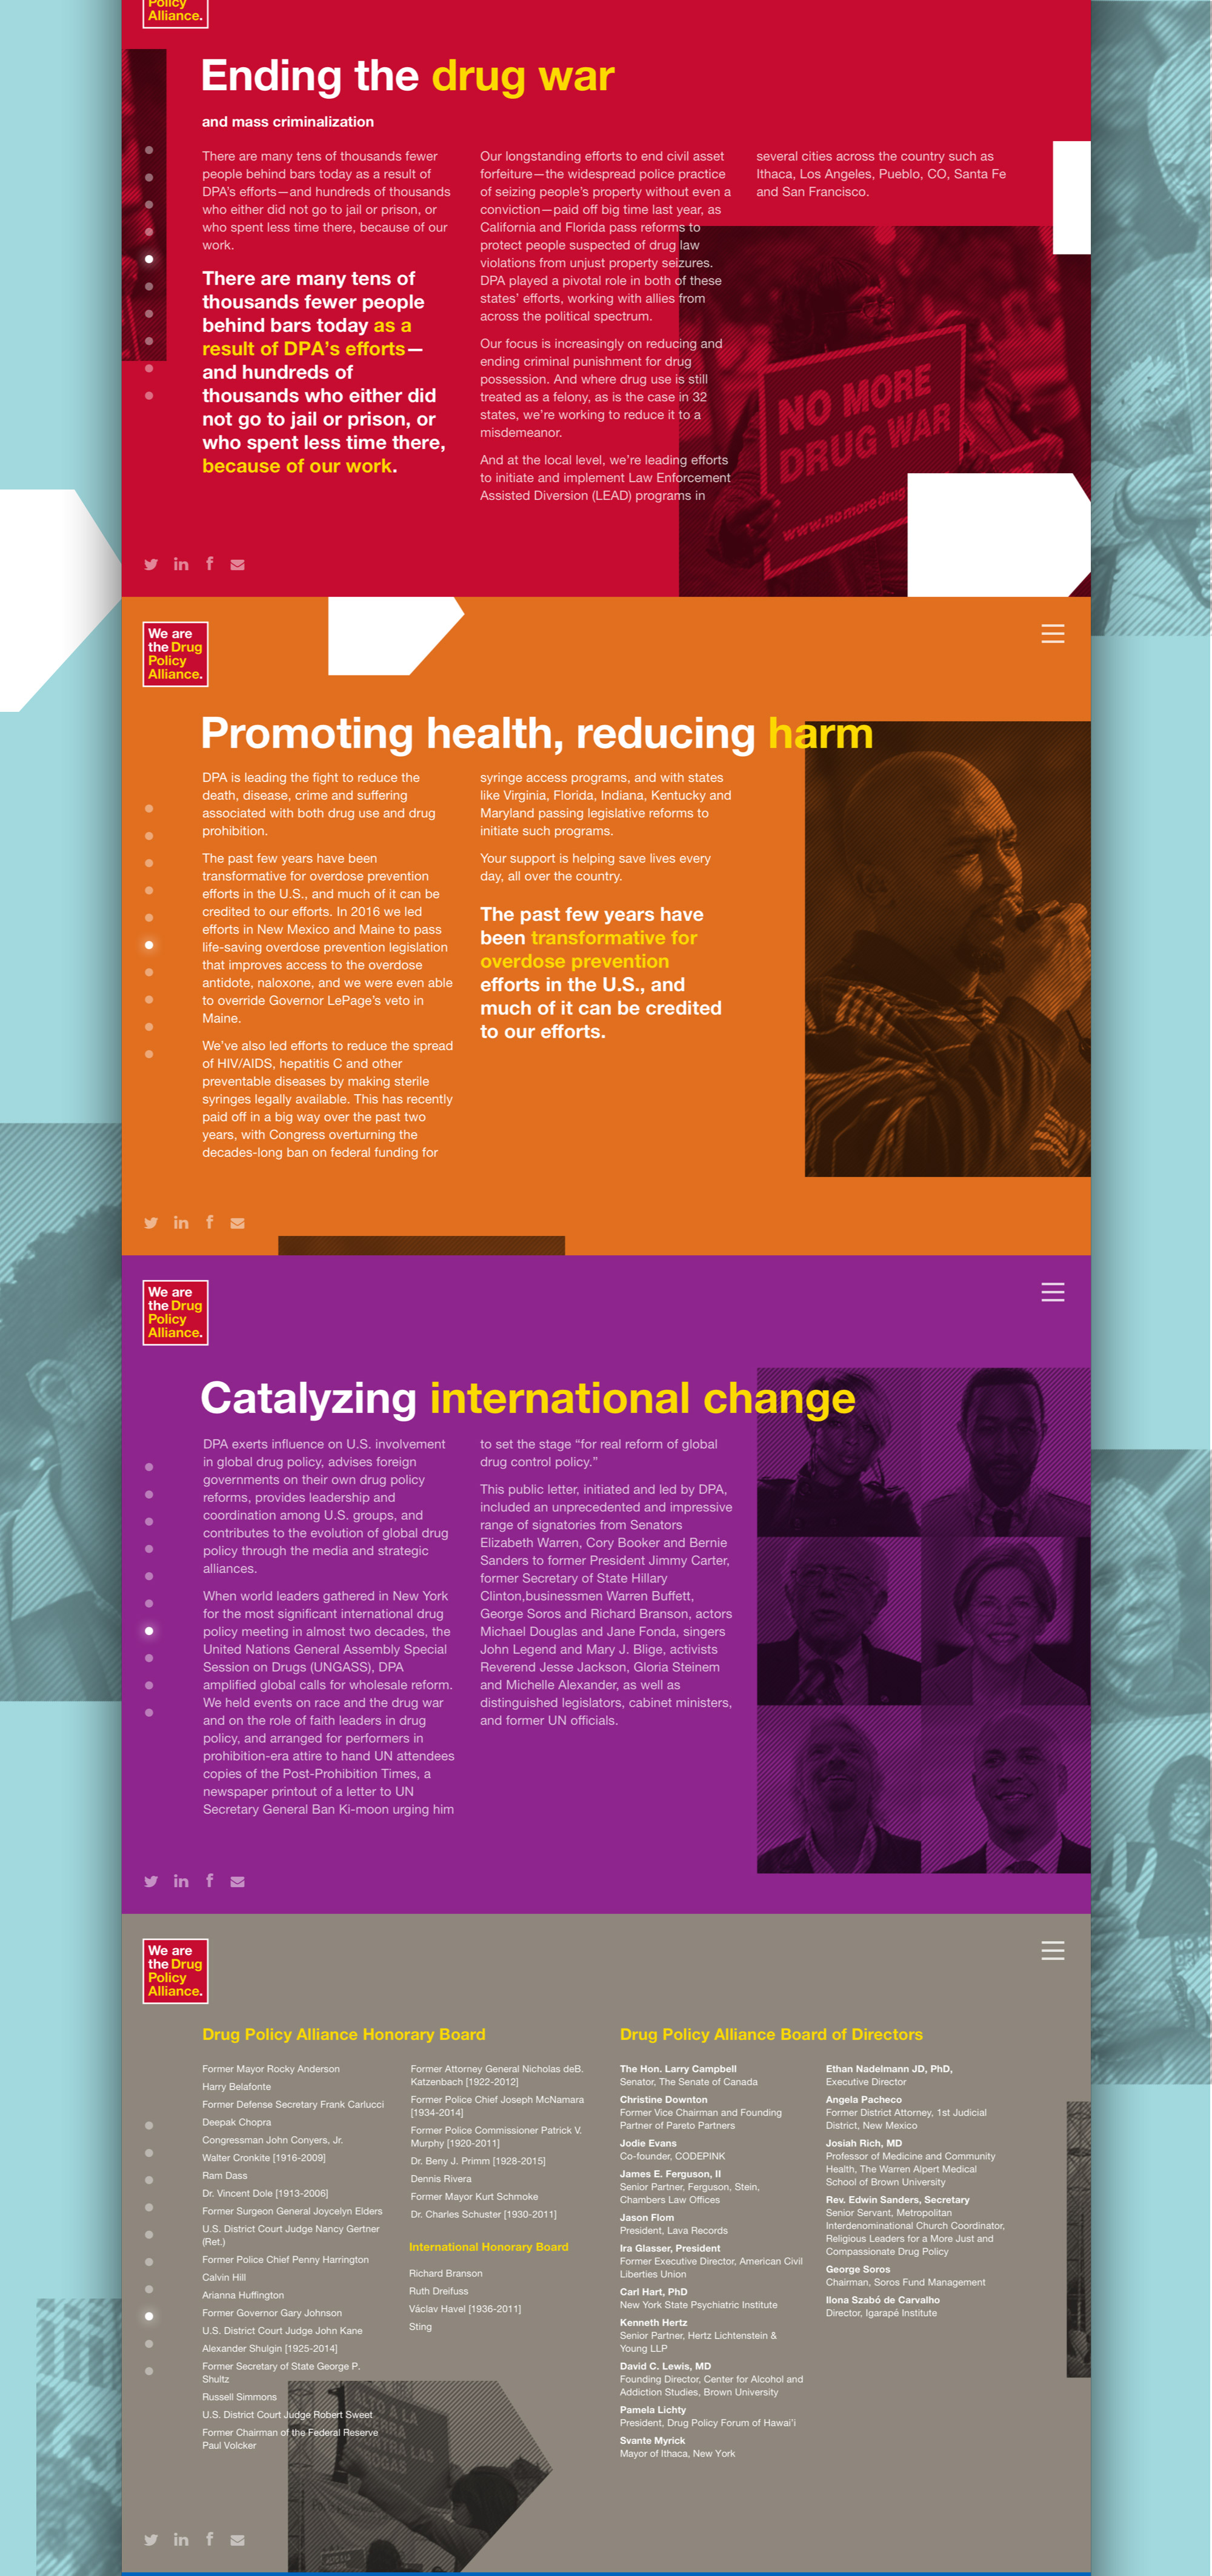 Policy
Alliance.
Ending the drug war
and mass criminalization
There are many tens of thousands fewer
people behind bars today as a result of
DPA's efforts—and hundreds of thousands
who either did not go to jail or prison, or
who spent less time there, because of our
work.
There are many tens of
thousands fewer people
behind bars today as a
result of DPA's efforts—
and hundreds of
thousands who either did
not go to jail or prison, or
who spent less time there,
because of our work.
Our longstanding efforts to end civil asset
forfeiture—the widespread police practice
of seizing people's property without even a
conviction—paid off big time last year, as
California and Florida pass reforms to
protect people suspected of drug law
violations from unjust property seizures.
DPA played a pivotal role in both of these
states' efforts, working with allies from
across the political spectrum.
Our focus is increasingly on reducing and
ending criminal punishment for drug
possession. And where drug use is still
treated as a felony, as is the case in 32
states, we're working to reduce it to a
misdemeanor.
And at the local level, we're leading efforts
to initiate and implement Law Enforcement
Assisted Diversion (LEAD) programs in
several cities across the country such as
Ithaca, Los Angeles, Pueblo, CO, Santa Fe
and San Francisco.
NO MORE
DRUG WAR
www.nomoredrug
We are
the Drug
Policy
Alliance.
Promoting health, reducing harm
DPA is leading the fight to reduce the
death, disease, crime and suffering
associated with both drug use and drug
prohibition.
The past few years have been
transformative for overdose prevention
efforts in the U.S., and much of it can be
credited to our efforts. In 2016 we led
efforts in New Mexico and Maine to pass
life-saving overdose prevention legislation
that improves access to the overdose
antidote, naloxone, and we were even able
to override Governor LePage's veto in
Maine.
We've also led efforts to reduce the spread
of HIV/AIDS, hepatitis C and other
preventable diseases by making sterile
syringes legally available. This has recently
paid off in a big way over the past two
years, with Congress overturning the
decades-long ban on federal funding for
syringe access programs, and with states
like Virginia, Florida, Indiana, Kentucky and
Maryland passing legislative reforms to
initiate such programs.
Your support is helping save lives every
day, all over the country.
The past few years have
been transformative for
overdose prevention
efforts in the U.S., and
much of it can be credited
to our efforts.
We are
the Drug
Policy
Alliance.
Catalyzing international change
DPA exerts influence on U.S. involvement
in global drug policy, advises foreign
governments on their own drug policy
reforms, provides leadership and
coordination among U.S. groups, and
contributes to the evolution of global drug
policy through the media and strategic
alliances.
When world leaders gathered in New York
for the most significant international drug
policy meeting in almost two decades, the
United Nations General Assembly Special
Session on Drugs (UNGASS), DPA
amplified global calls for wholesale reform.
We held events on race and the drug war
and on the role of faith leaders in drug
policy, and arranged for performers in
prohibition-era attire to hand UN attendees
copies of the Post-Prohibition Times, a
newspaper printout of a letter to UN
Secretary General Ban Ki-moon urging him
to set the stage “for real reform of global
drug control policy.”
This public letter, initiated and led by DPA,
included an unprecedented and impressive
range of signatories from Senators
Elizabeth Warren, Cory Booker and Bernie
Sanders to former President Jimmy Carter,
former Secretary of State Hillary
Clinton,businessmen Warren Buffett,
George Soros and Richard Branson, actors
Michael Douglas and Jane Fonda, singers
John Legend and Mary J. Blige, activists
Reverend Jesse Jackson, Gloria Steinem
and Michelle Alexander, as well as
distinguished legislators, cabinet ministers,
and former UN officials.
We are
the Drug
Policy
Alliance.
Drug Policy Alliance Honorary Board
Former Mayor Rocky Anderson
Harry Belafonte
Former Defense Secretary Frank Carlucci
Deepak Chopra
Congressman John Conyers, Jr.
Walter Cronkite [1916-2009]
Ram Dass
Dr. Vincent Dole [1913-2006]
Former Surgeon General Joycelyn Elders
U.S. District Court Judge Nancy Gertner
(Ret.)
Former Police Chief Penny Harrington
Calvin Hill
Arianna Huffington
Former Governor Gary Johnson
U.S. District Court Judge John Kane
Alexander Shulgin [1925-2014]
Former Secretary of State George P.
Shultz
Russell Simmons
U.S. District Court Judge Robert Sweet
Former Chairman of the Federal Reserve
Paul Volcker
Former Attorney General Nicholas deB.
Katzenbach [1922-2012]
Former Police Chief Joseph McNamara
[1934-2014]
Former Police Commissioner Patrick V.
Murphy [1920-2011]
Dr. Beny J. Primm [1928-2015]
Dennis Rivera
Former Mayor Kurt Schmoke
Dr. Charles Schuster [1930-2011]
International Honorary Board
Richard Branson
Ruth Dreifuss
Václav Havel [1936-2011]
Sting
Drug Policy Alliance Board of Directors
The Hon. Larry Campbell
Senator, The Senate of Canada
Christine Downton
Former Vice Chairman and Founding
Partner of Pareto Partners
Jodie Evans
Co-founder, CODEPINK
James E. Ferguson, II
Senior Partner, Ferguson, Stein,
Chambers Law Offices
Jason Flom
President, Lava Records
Ira Glasser, President
Former Executive Director, American Civil
Liberties Union
Carl Hart, PhD
New York State Psychiatric Institute
Kenneth Hertz
Senior Partner, Hertz Lichtenstein &
Young LLP
David C. Lewis, MD
Founding Director, Center for Alcohol and
Addiction Studies, Brown University
Pamela Lichty
President, Drug Policy Forum of Hawai'i
Svante Myrick
Mayor of Ithaca, New York
Ethan Nadelmann JD, PhD,
Executive Director
Angela Pacheco
Former District Attorney, 1st Judicial
District, New Mexico
Josiah Rich, MD
Professor of Medicine and Community
Health, The Warren Alpert Medical
School of Brown University
Rev. Edwin Sanders, Secretary
Senior Servant, Metropolitan
Interdenominational Church Coordinator,
Religious Leaders for a More Just and
Compassionate Drug Policy
George Soros
Chairman, Soros Fund Management
Ilona Szabó de Carvalho
Director, Igarapé Institute
ALTO A LA